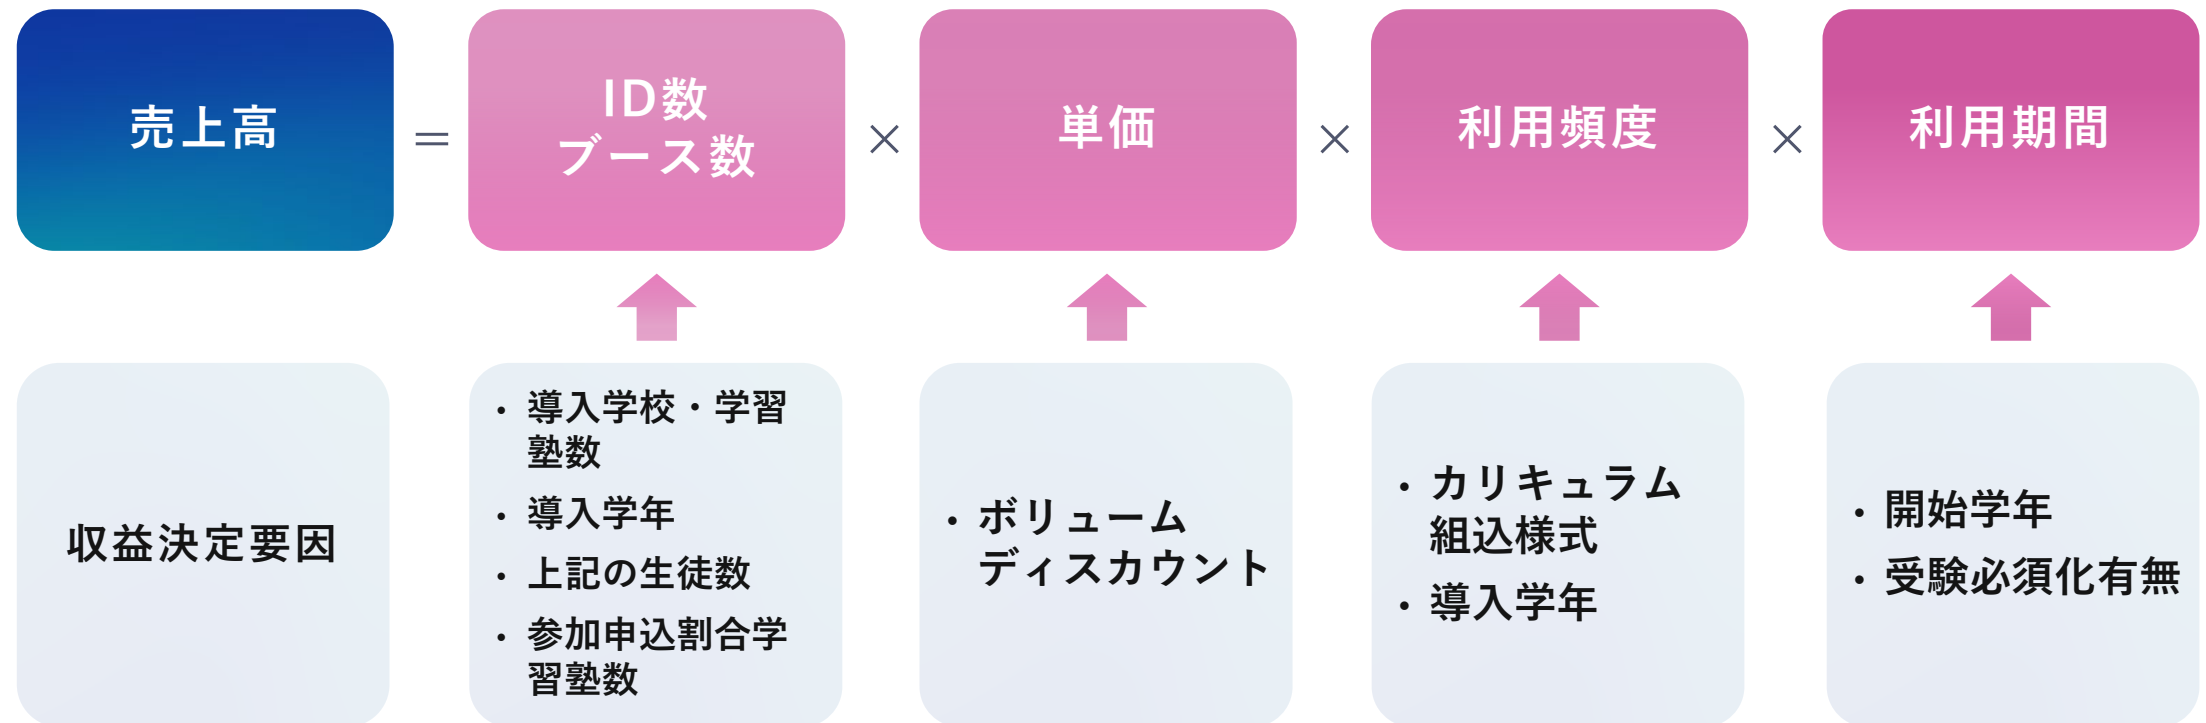 売上高
＝
ID数
ブース数
×
単価
×
利用頻度
×
利用期間
収益決定要因
・導入学校・学習
塾数
・導入学年
・上記の生徒数
・参加申込割合学
習塾数
・ボリューム
ディスカウント
・カリキュラム
組込様式
・導入学年
・開始学年
・受験必須化有無